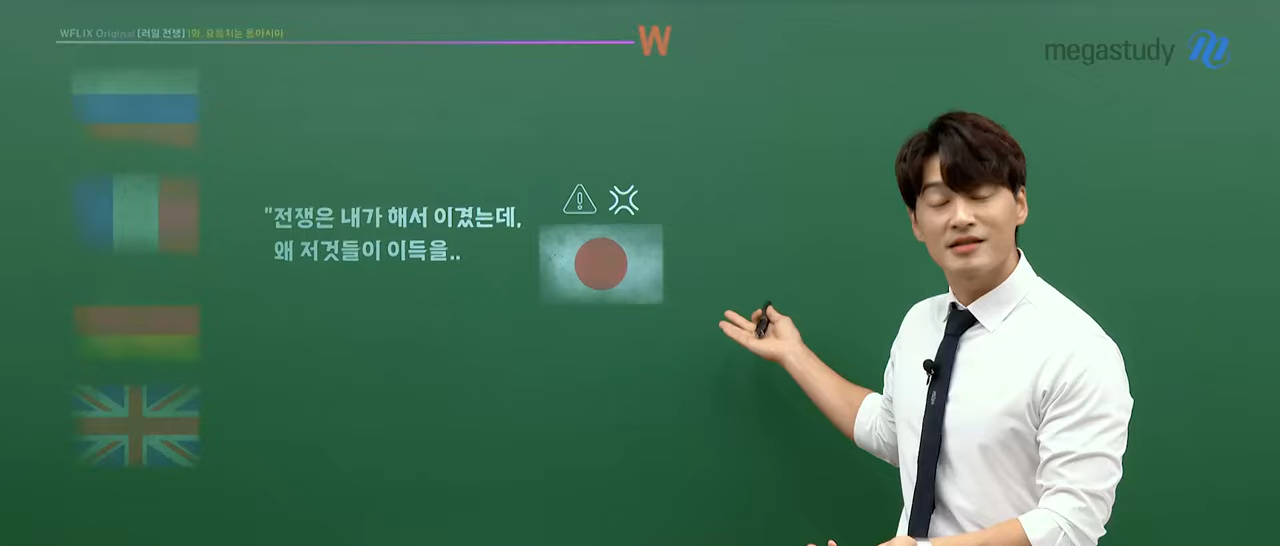 WFLIX Original [러일 전쟁] 1화. 요동치는 동아시아
W
megastudy
"전쟁은 내가 해서 이겼는데,
왜 저것들이 이득을..